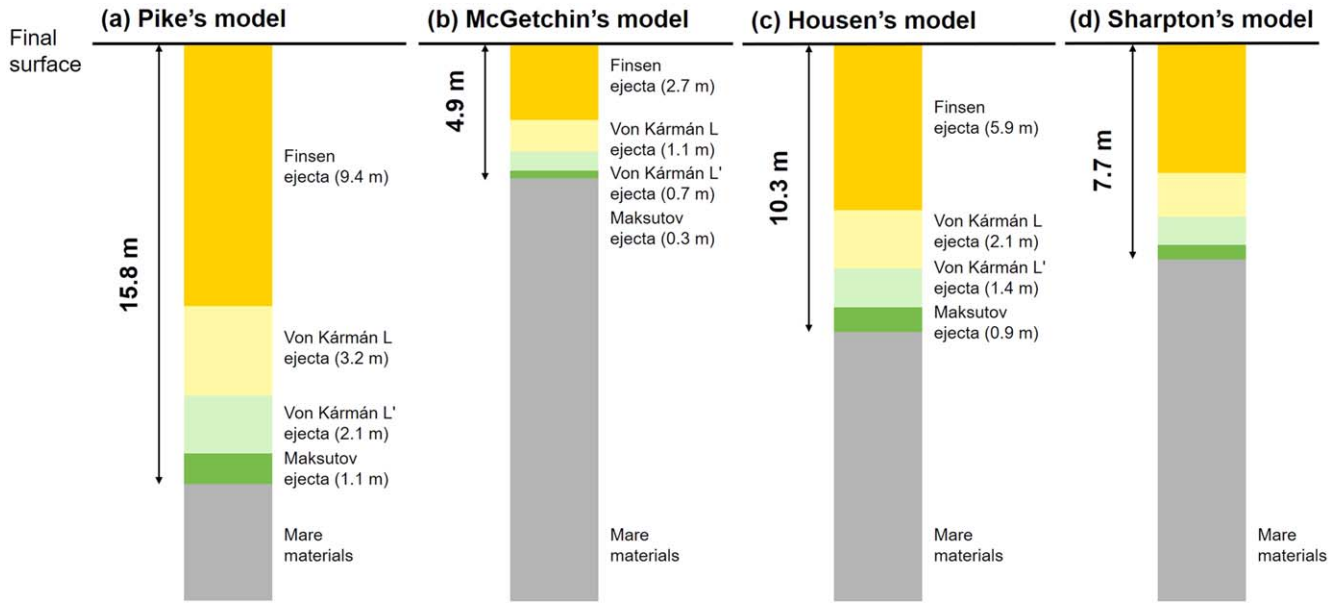 Final
surface
(a) Pike's model
15.8 m
Finsen
ejecta (9.4 m)
Von Kármán L
ejecta (3.2 m)
Von Kármán L'
ejecta (2.1 m)
Maksutov
ejecta (1.1 m)
Mare
materials
(b) McGetchin's model
4.9 m
Finsen
ejecta (2.7 m)
Von Kármán L
ejecta (1.1 m)
Von Kármán L'
ejecta (0.7 m)
Maksutov
ejecta (0.3 m)
Mare
materials
(c) Housen's model
10.3 m
Finsen
ejecta (5.9 m)
Von Kármán L
ejecta (2.1 m)
Von Kármán L'
ejecta (1.4 m)
Maksutov
ejecta (0.9 m)
Mare
materials
(d) Sharpton's model
7.7 m
Mare
materials